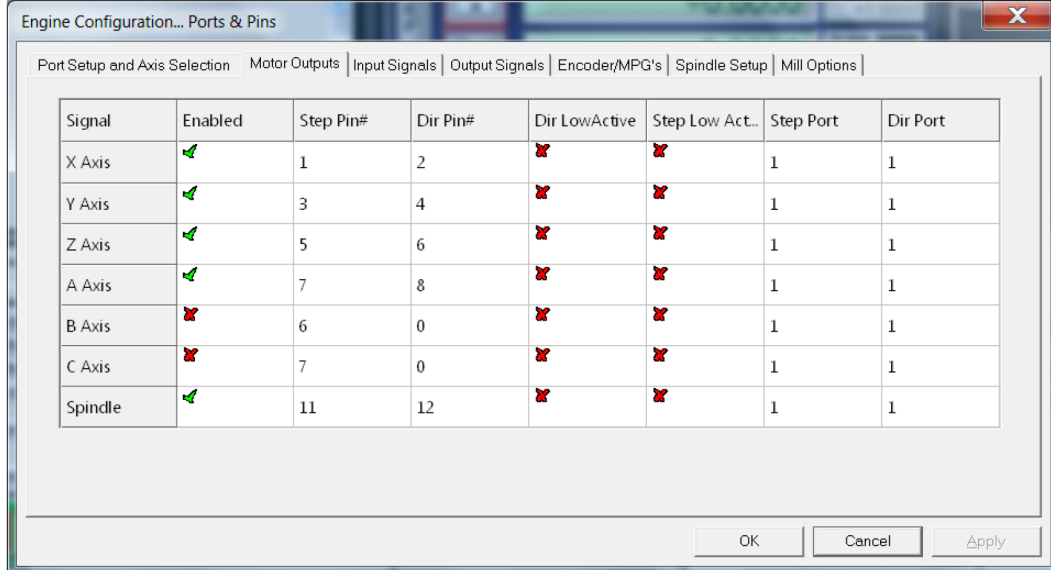 Engine Configuration... Ports & Pins
Port Setup and Axis Selection Motor Outputs Input Signals Output Signals Encoder/MPG's Spindle Setup Mill Options
Signal Enabled Step Pin# Dir Pin# Dir LowActive Step Low Act... Step Port Dir Port
X Axis 1 2 1 1
Y Axis 3 4 1 1
Z Axis 5 6 1 1
A Axis 7 8 1 1
B Axis 6 0 1 1
C Axis 7 0 1 1
Spindle 11 12 1 1
OK Cancel Apply